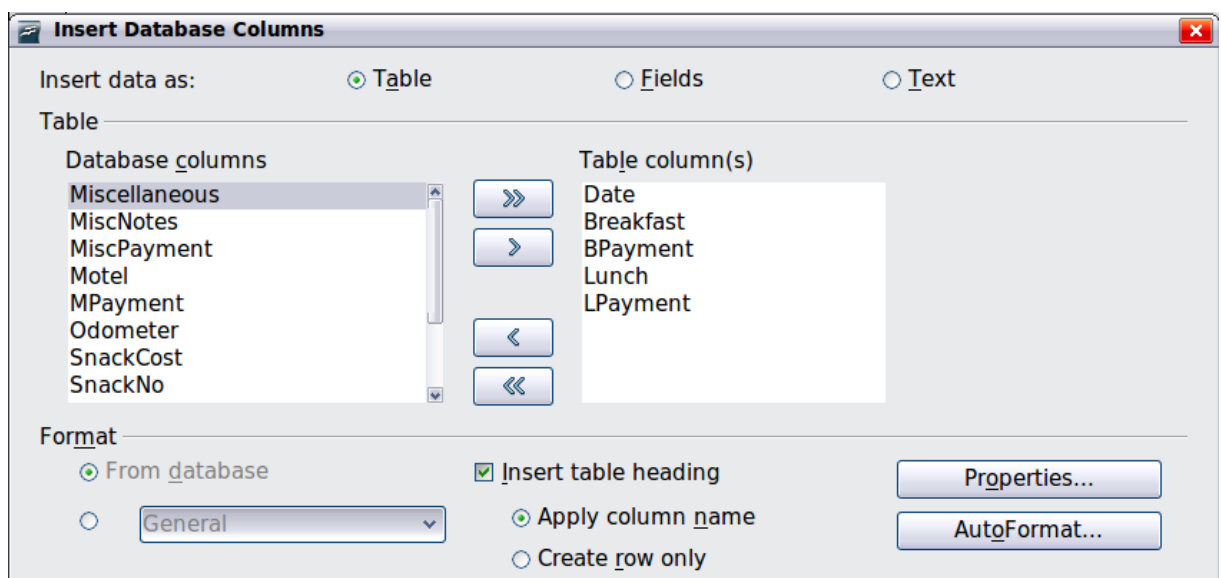 Insert Database Columns
Insert data as: Table Fields Text
Table
Database columns
Miscellaneous
MiscNotes
MiscPayment
Motel
MPayment
Odometer
SnackCost
SnackNo
Table column(s)
Date
Breakfast
BPayment
Lunch
LPayment
Format
From database
General
Insert table heading
Apply column name
Create row only
Properties...
AutoFormat...